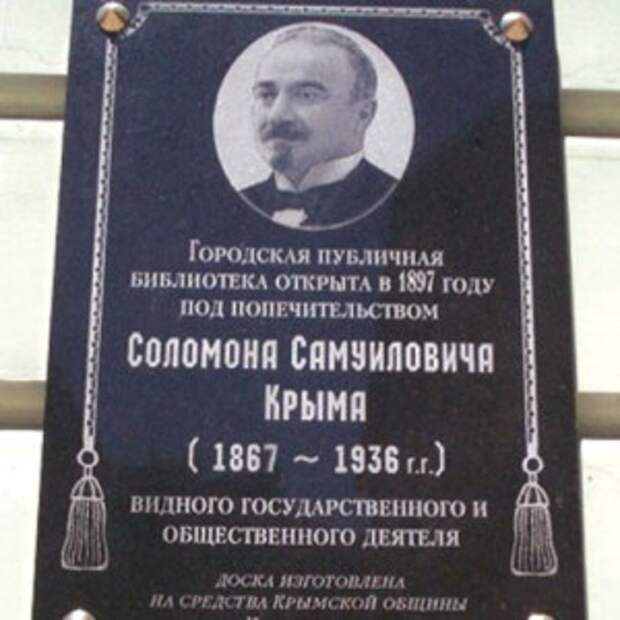 Городская публичная
библиотека открыта в 1897 году
под попечительством
Соломона Самуиловича
Крыма
( 1867 ~ 1936 г.г.)
видного государственного и
общественного деятеля
доска изготовлена
на средства Крымской общины